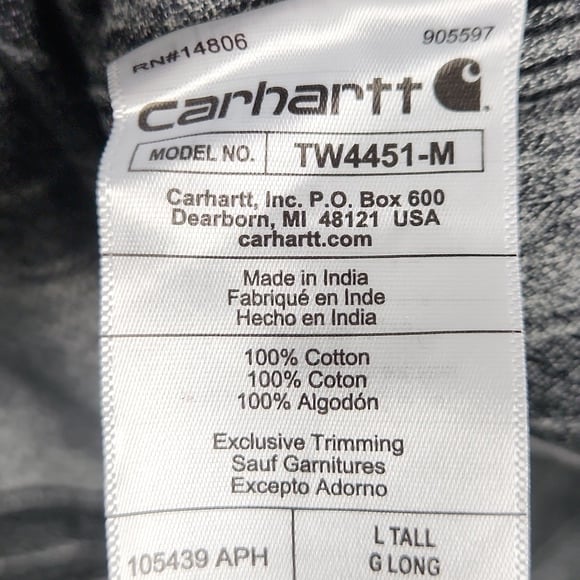 RN#14806 905597
carhartt
MODEL NO. TW4451-M
Carhartt, Inc. P.O. Box 600
Dearborn, MI 48121 USA
carhartt.com
Made in India
Fabriqué en Inde
Hecho en India
100% Cotton
100% Coton
100% Algodón
Exclusive Trimming
Sauf Garnitures
Excepto Adorno
105439 APH
L TALL
G LONG